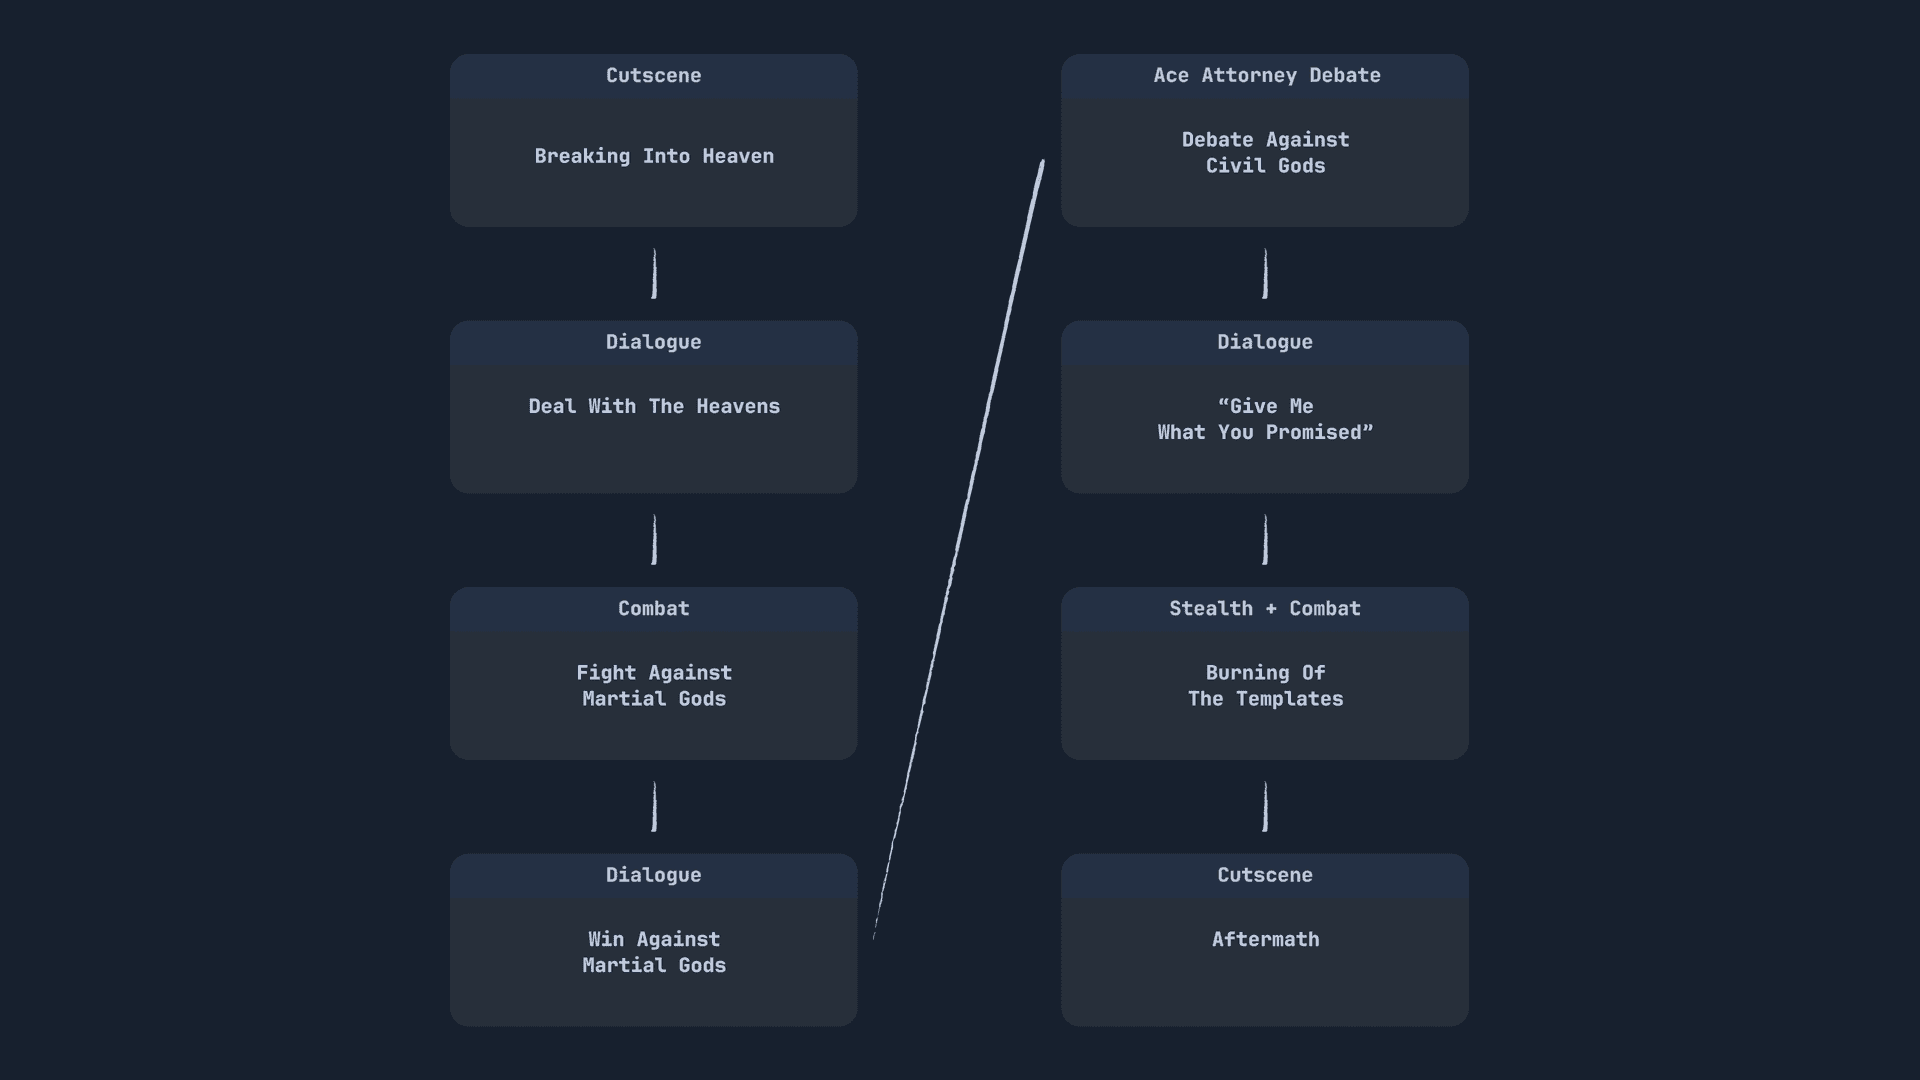 Cutscene
Breaking Into Heaven
Dialogue
Deal With The Heavens
Combat
Fight Against
Martial Gods
Dialogue
Win Against
Martial Gods
Ace Attorney Debate
Debate Against
Civil Gods
Dialogue
“Give Me
What You Promised”
Stealth + Combat
Burning Of
The Templates
Cutscene
Aftermath